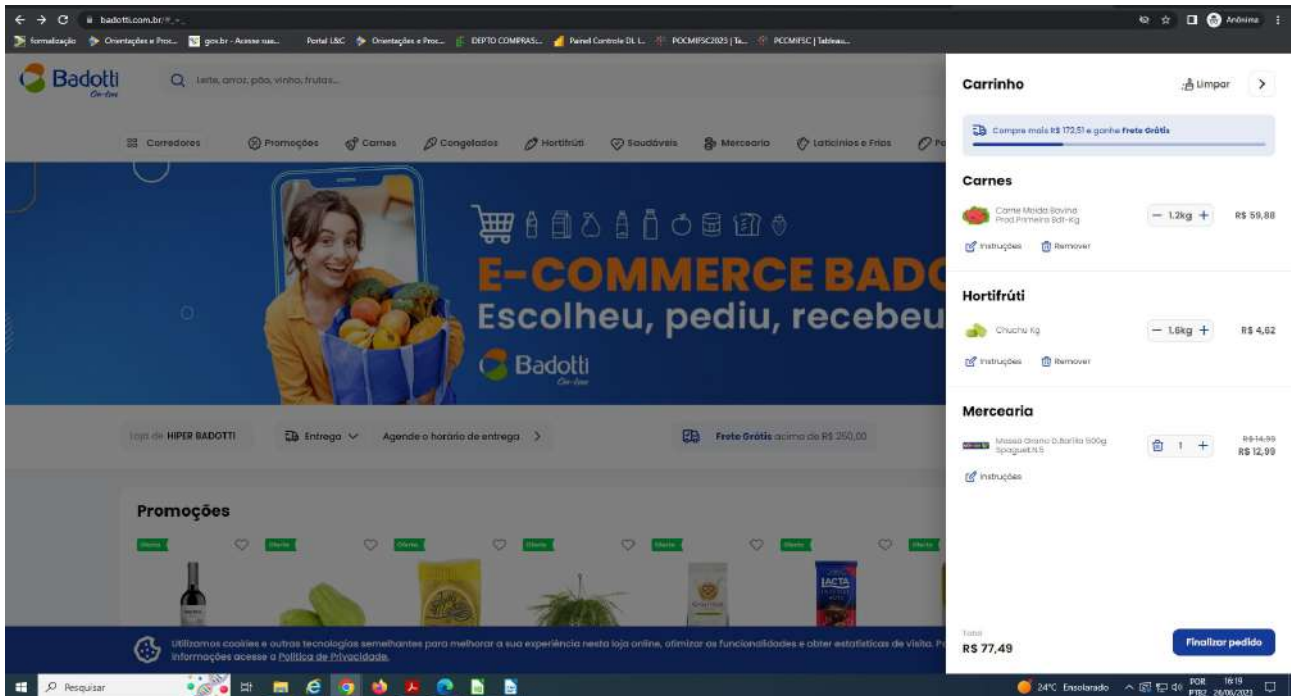 badotti.com.br/#_=_
Anônima
formalização
Orientações e Proc...
gov.br - Acesse sua...
Portal L&C
Orientações e Proc...
DEPTO COMPRAS:...
Painel Controle DL I...
POCMIFSC2023 | Ta...
PCCMIFSC | Tableau...
Badotti
On-line
Leite, arroz, pão, vinho, frutas...
Corredores
Promoções
Carnes
Congelados
Hortifrúti
Saudáveis
Mercearia
Laticínios e Frios
E-COMMERCE BADO
Escolheu, pediu, recebeu
Badotti
On-line
Loja de HIPER BADOTTI
Entrega
Agende o horário de entrega
Frete Grátis acima de R$ 250,00
Promoções
Oferta
Oferta
Oferta
Oferta
Oferta
Oferta
LACTA
Utilizamos cookies e outras tecnologias semelhantes para melhorar a sua experiência nesta loja online, otimizar as funcionalidades e obter estatísticas de visita.
informações acesse a Política de Privacidade.
Carrinho
Limpar
Compre mais R$ 172,51 e ganhe Frete Grátis
Carnes
Carne Moída Bovina
Prod.Primeira Bdt-Kg
1.2kg
R$ 59,88
Instruções
Remover
Hortifrúti
Chuchu Kg
1.6kg
R$ 4,62
Instruções
Remover
Mercearia
Massa Grano D.Barilla 500g
Spaguet.N.5
1
R$ 14,99
R$ 12,99
Instruções
Total
R$ 77,49
Finalizar pedido
Pesquisar
24°C Ensolarado
POR
PTB2
16:19
26/06/2023